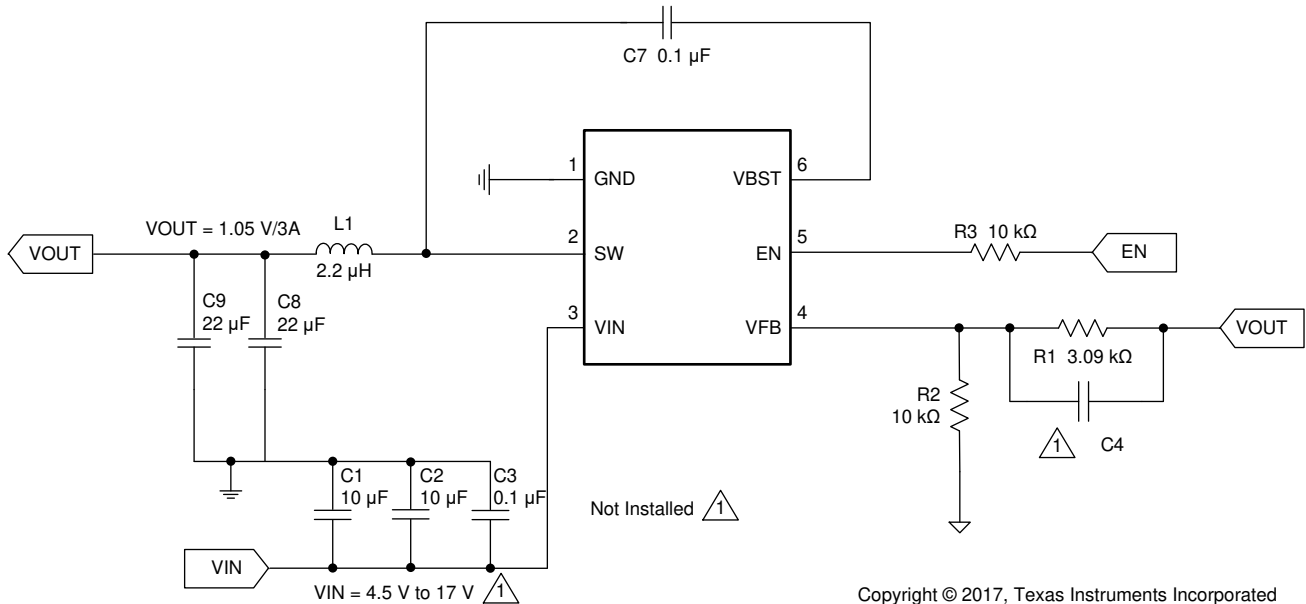 C7 0.1 µF
1
GND
VBST
6
VOUT
VOUT = 1.05 V/3A
L1
2.2 µH
2
SW
EN
5
R3 10 kΩ
EN
C9
22 µF
C8
22 µF
3
VIN
VFB
4
R1 3.09 kΩ
VOUT
R2
10 kΩ
1
C4
C1
10 µF
C2
10 µF
C3
0.1 µF
Not Installed 1
VIN
VIN = 4.5 V to 17 V 1
Copyright © 2017, Texas Instruments Incorporated